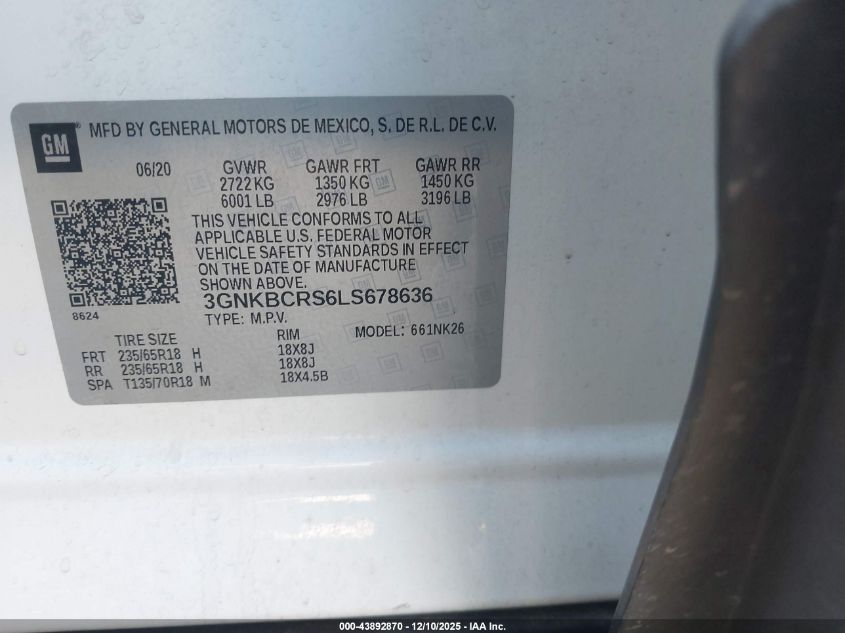 GM ® MFD BY GENERAL MOTORS DE MEXICO, S. DE R.L. DE C.V.
06/20 GVWR GAWR FRT GAWR RR
2722 KG 1350 KG 1450 KG
6001 LB 2976 LB 3196 LB
THIS VEHICLE CONFORMS TO ALL
APPLICABLE U.S. FEDERAL MOTOR
VEHICLE SAFETY STANDARDS IN EFFECT
ON THE DATE OF MANUFACTURE
SHOWN ABOVE.
3GNKBCRS6LS678636
8624 TYPE: M.P.V. MODEL: 661NK26
TIRE SIZE RIM
FRT 235/65R18 H 18X8J
RR 235/65R18 H 18X8J
SPA T135/70R18 M 18X4.5B
000-43892870 - 12/10/2025 - IAA Inc.